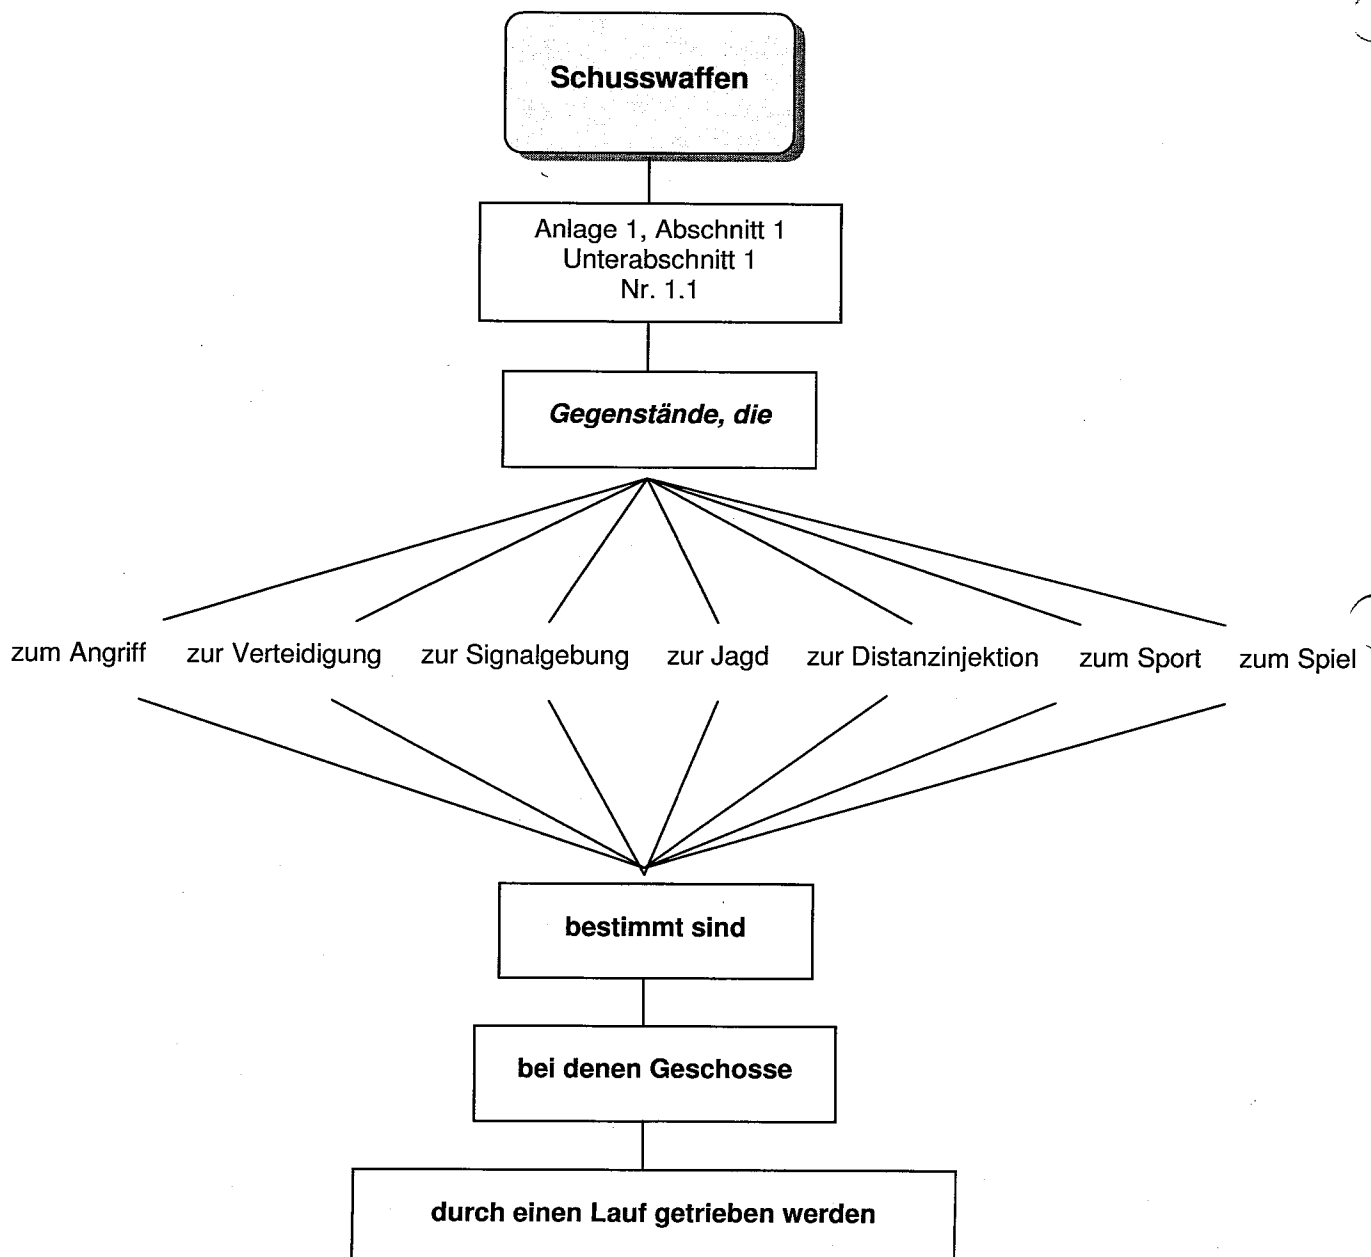 Schusswaffen
Anlage 1, Abschnitt 1
Unterabschnitt 1
Nr. 1.1
Gegenstände, die
zum Angriff zur Verteidigung zur Signalgebung zur Jagd zur Distanzinjektion zum Sport zum Spiel
bestimmt sind
bei denen Geschosse
durch einen Lauf getrieben werden